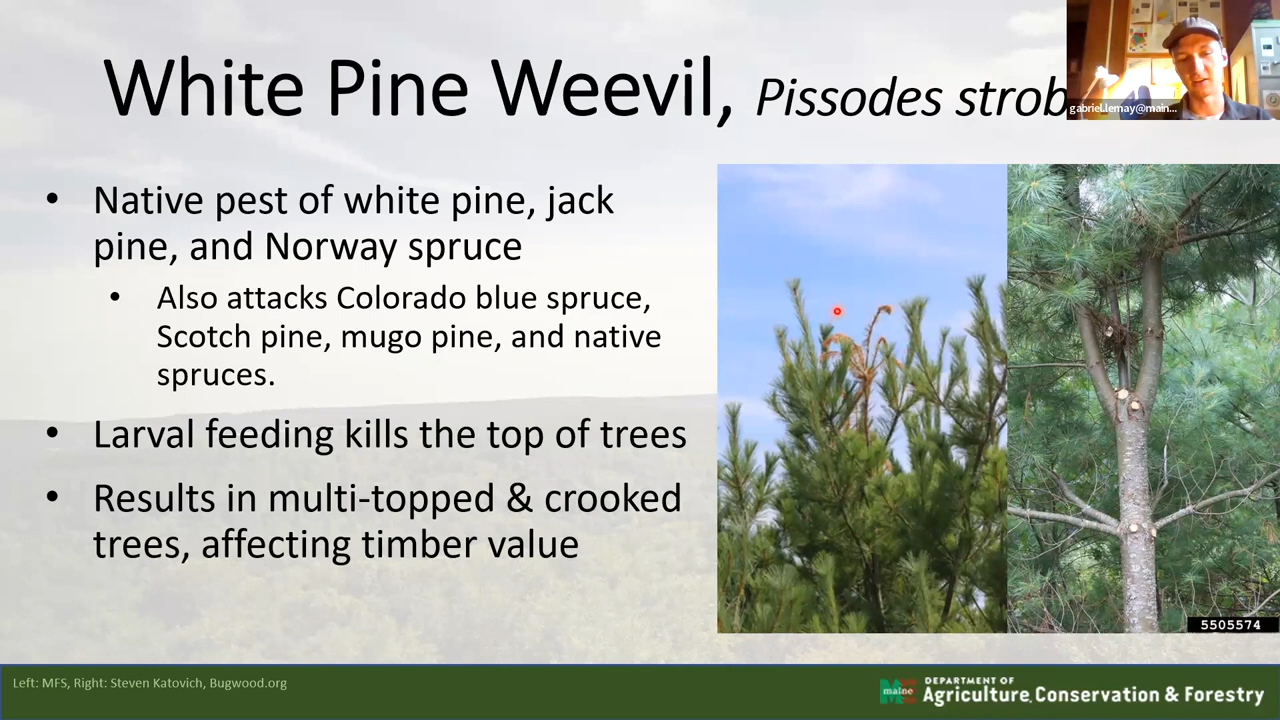 White Pine Weevil, Pissodes strob
gabriel.lemay@main...
• Native pest of white pine, jack
pine, and Norway spruce
• Also attacks Colorado blue spruce,
Scotch pine, mugo pine, and native
spruces.
• Larval feeding kills the top of trees
• Results in multi-topped & crooked
trees, affecting timber value
5505574
Left: MFS, Right: Steven Katovich, Bugwood.org
maine
DEPARTMENT OF
Agriculture, Conservation & Forestry